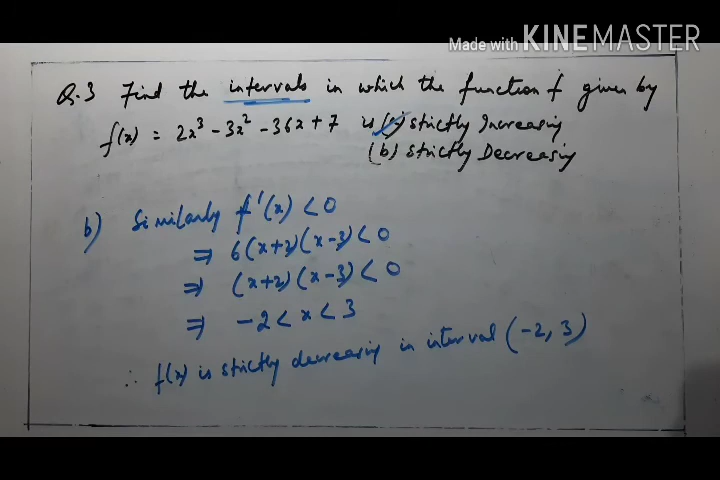 Made with KINEMASTER
Q.3 Find the intervals in which the function f given by
f(x) = 2x³ - 3x² - 36x + 7 is (a) strictly Increasing
(b) strictly Decreasing
b) Similarly f'(x) < 0
⇒ 6(x+2)(x-3) < 0
⇒ (x+2)(x-3) < 0
⇒ -2 < x < 3
∴ f(x) is strictly decreasing in interval (-2, 3)